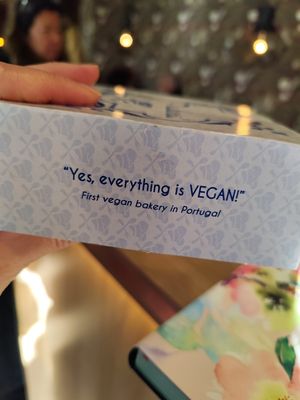 “Yes, everything is VEGAN!”
First vegan bakery in Portugal